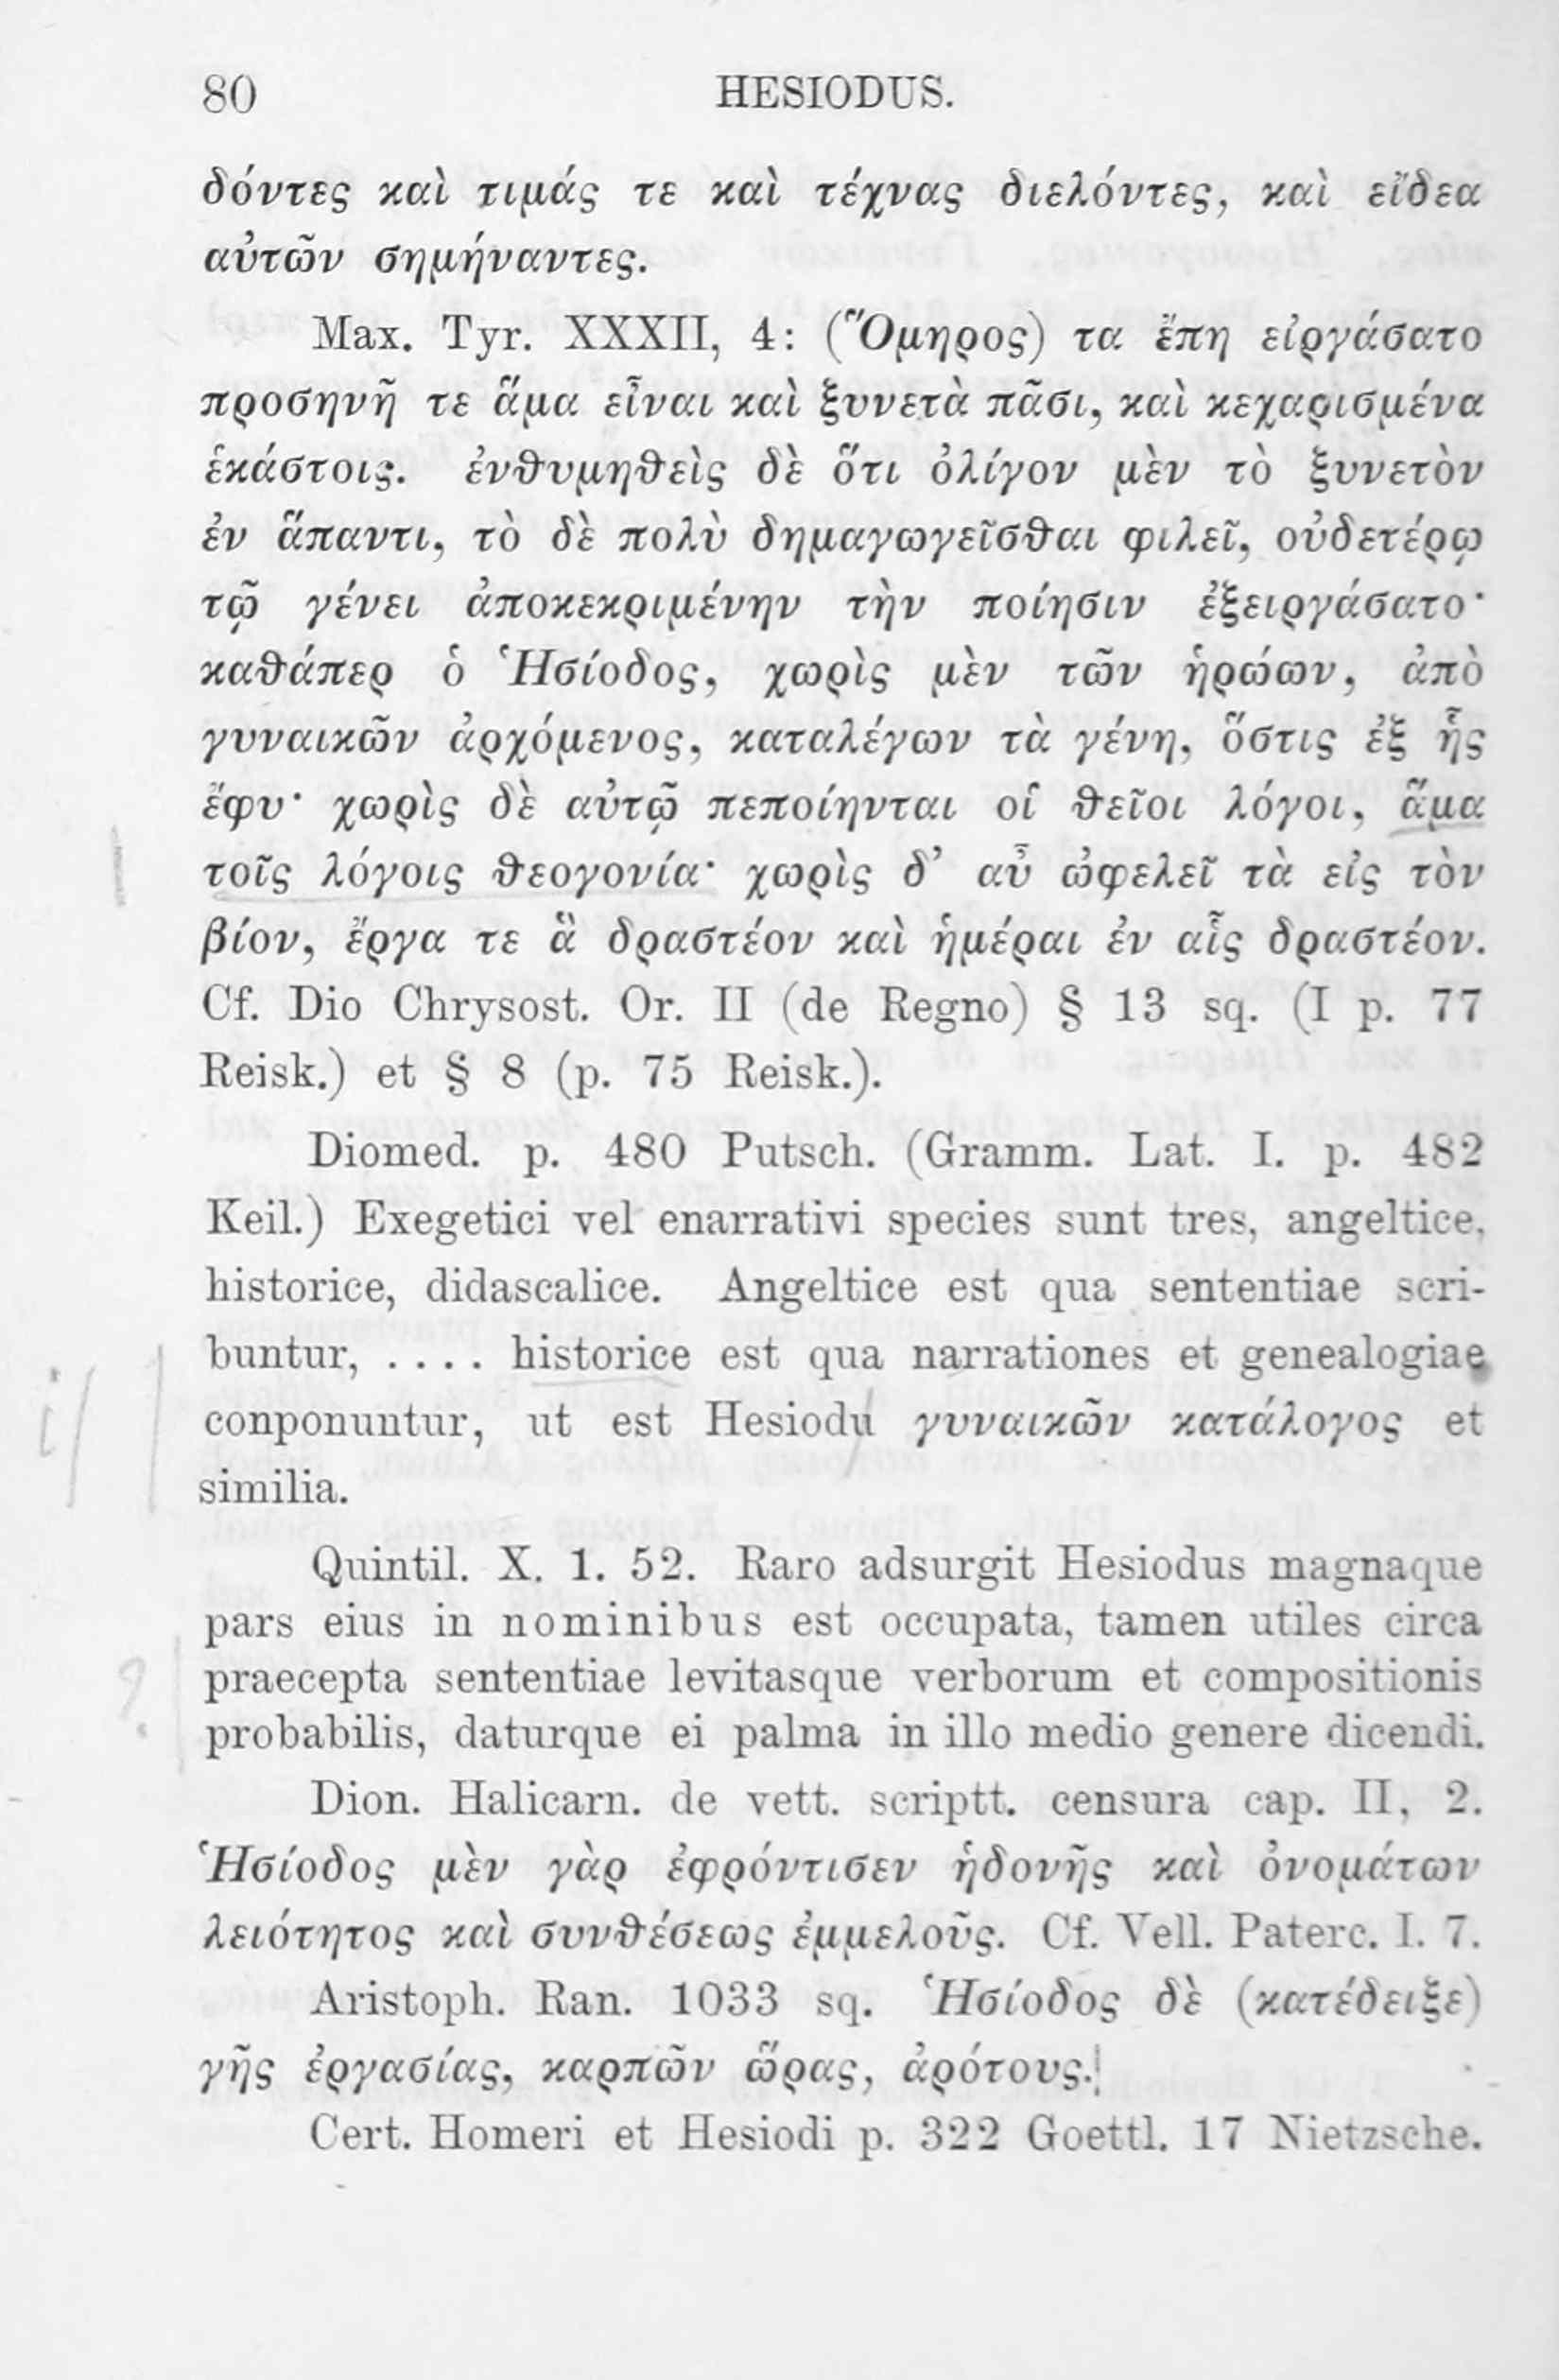 80 HESIODUS.
δόντες καὶ τιμάς τε καὶ τέχνας διελόντες, καὶ εἴδεα
αὐτῶν σημήναντες.
Max. Tyr. XXXII, 4: (Ὅμηρος) τα ἔπη εἰργάσατο
προσηνῆ τε ἅμα εἶναι καὶ ξυνετὰ πᾶσι, καὶ κεχαρισμένα
ἑκάστοις. ἐνθυμηθεὶς δὲ ὅτι ὀλίγον μὲν τὸ ξυνετὸν
ἐν ἅπαντι, τὸ δὲ πολὺ δημαγωγεῖσθαι φιλεῖ, οὐδετέρῳ
τῷ γένει ἀποκεκριμένην τὴν ποίησιν ἐξειργάσατο·
καθάπερ ὁ Ἡσίοδος, χωρὶς μὲν τῶν ἡρώων, ἀπὸ
γυναικῶν ἀρχόμενος, καταλέγων τὰ γένη, ὅστις ἐξ ἧς
ἔφυ· χωρὶς δὲ αὐτῷ πεποίηνται οἱ θεῖοι λόγοι, ἅμα
τοῖς λόγοις θεογονία· χωρὶς δ’ αὖ ὠφελεῖ τὰ εἰς τὸν
βίον, ἔργα τε ἃ δραστέον καὶ ἡμέραι ἐν αἷς δραστέον.
Cf. Dio Chrysost. Or. II (de Regno) § 13 sq. (I p. 77
Reisk.) et § 8 (p. 75 Reisk.).
Diomed. p. 480 Putsch. (Gramm. Lat. I. p. 482
Keil.) Exegetici vel enarrativi species sunt tres, angeltice,
historice, didascalice. Angeltice est qua sententiae scri-
buntur, .... historice est qua narrationes et genealogiae
conponuntur, ut est Hesiodu γυναικῶν κατάλογος et
i/
similia.
Quintil. X. 1. 52. Raro adsurgit Hesiodus magnaque
pars eius in nominibus est occupata, tamen utiles circa
praecepta sententiae levitasque verborum et compositionis
?
probabilis, daturque ei palma in illo medio genere dicendi.
Dion. Halicarn. de vett. scriptt. censura cap. II, 2.
Ἡσίοδος μὲν γὰρ ἐφρόντισεν ἡδονῆς καὶ ὀνομάτων
λειότητος καὶ συνθέσεως ἐμμελοῦς. Cf. Vell. Paterc. I. 7.
Aristoph. Ran. 1033 sq. Ἡσίοδος δὲ (κατέδειξε)
γῆς ἐργασίας, καρπῶν ὥρας, ἀρότους.
Cert. Homeri et Hesiodi p. 322 Goettl. 17 Nietzsche.